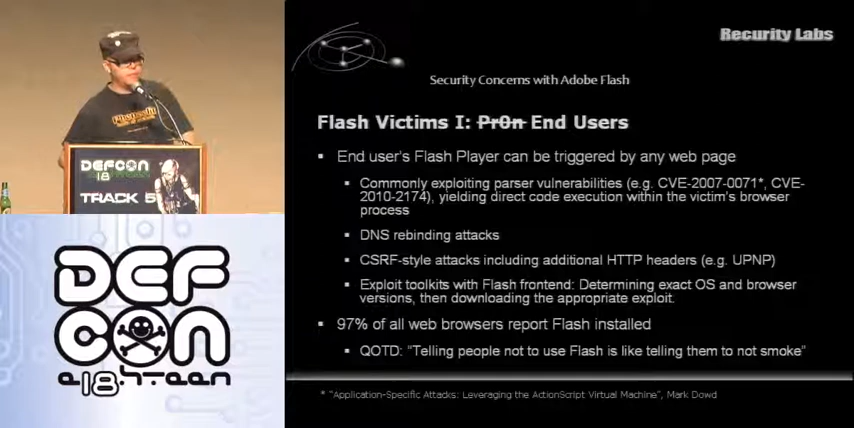 Recurity Labs
Security Concerns with Adobe Flash
Flash Victims I: Pr0n End Users
End user's Flash Player can be triggered by any web page
Commonly exploiting parser vulnerabilities (e.g. CVE-2007-0071*, CVE-
2010-2174), yielding direct code execution within the victim's browser
process
DNS rebinding attacks
CSRF-style attacks including additional HTTP headers (e.g. UPNP)
Exploit toolkits with Flash frontend: Determining exact OS and browser
versions, then downloading the appropriate exploit.
97% of all web browsers report Flash installed
QOTD: "Telling people not to use Flash is like telling them to not smoke"
* "Application-Specific Attacks: Leveraging the ActionScript Virtual Machine", Mark Dowd
DEFCON
18
TRACK 5
DEF
CON
e18hteen